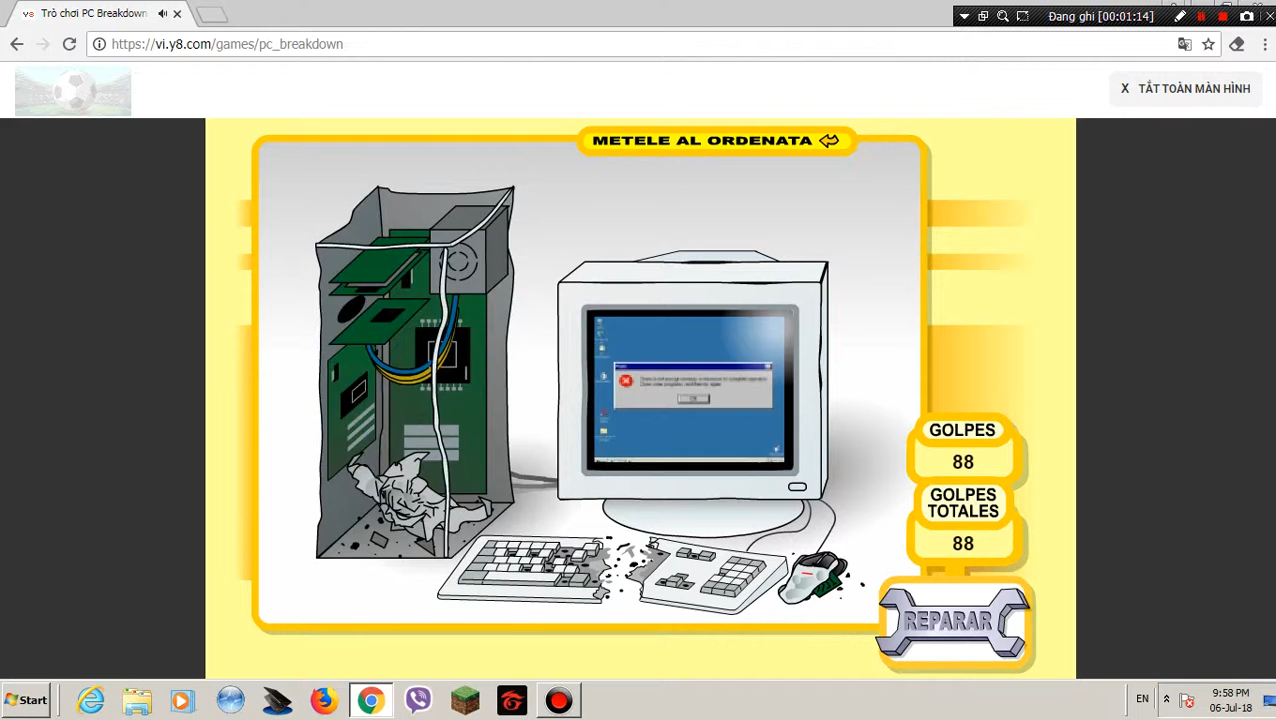 Trò chơi PC Breakdown
Đang ghi [00:01:14]
https://vi.y8.com/games/pc_breakdown
X TẮT TOÀN MÀN HÌNH
METELE AL ORDENATA
GOLPES
88
GOLPES
TOTALES
88
REPARAR
Start
EN
9:58 PM
06-Jul-18